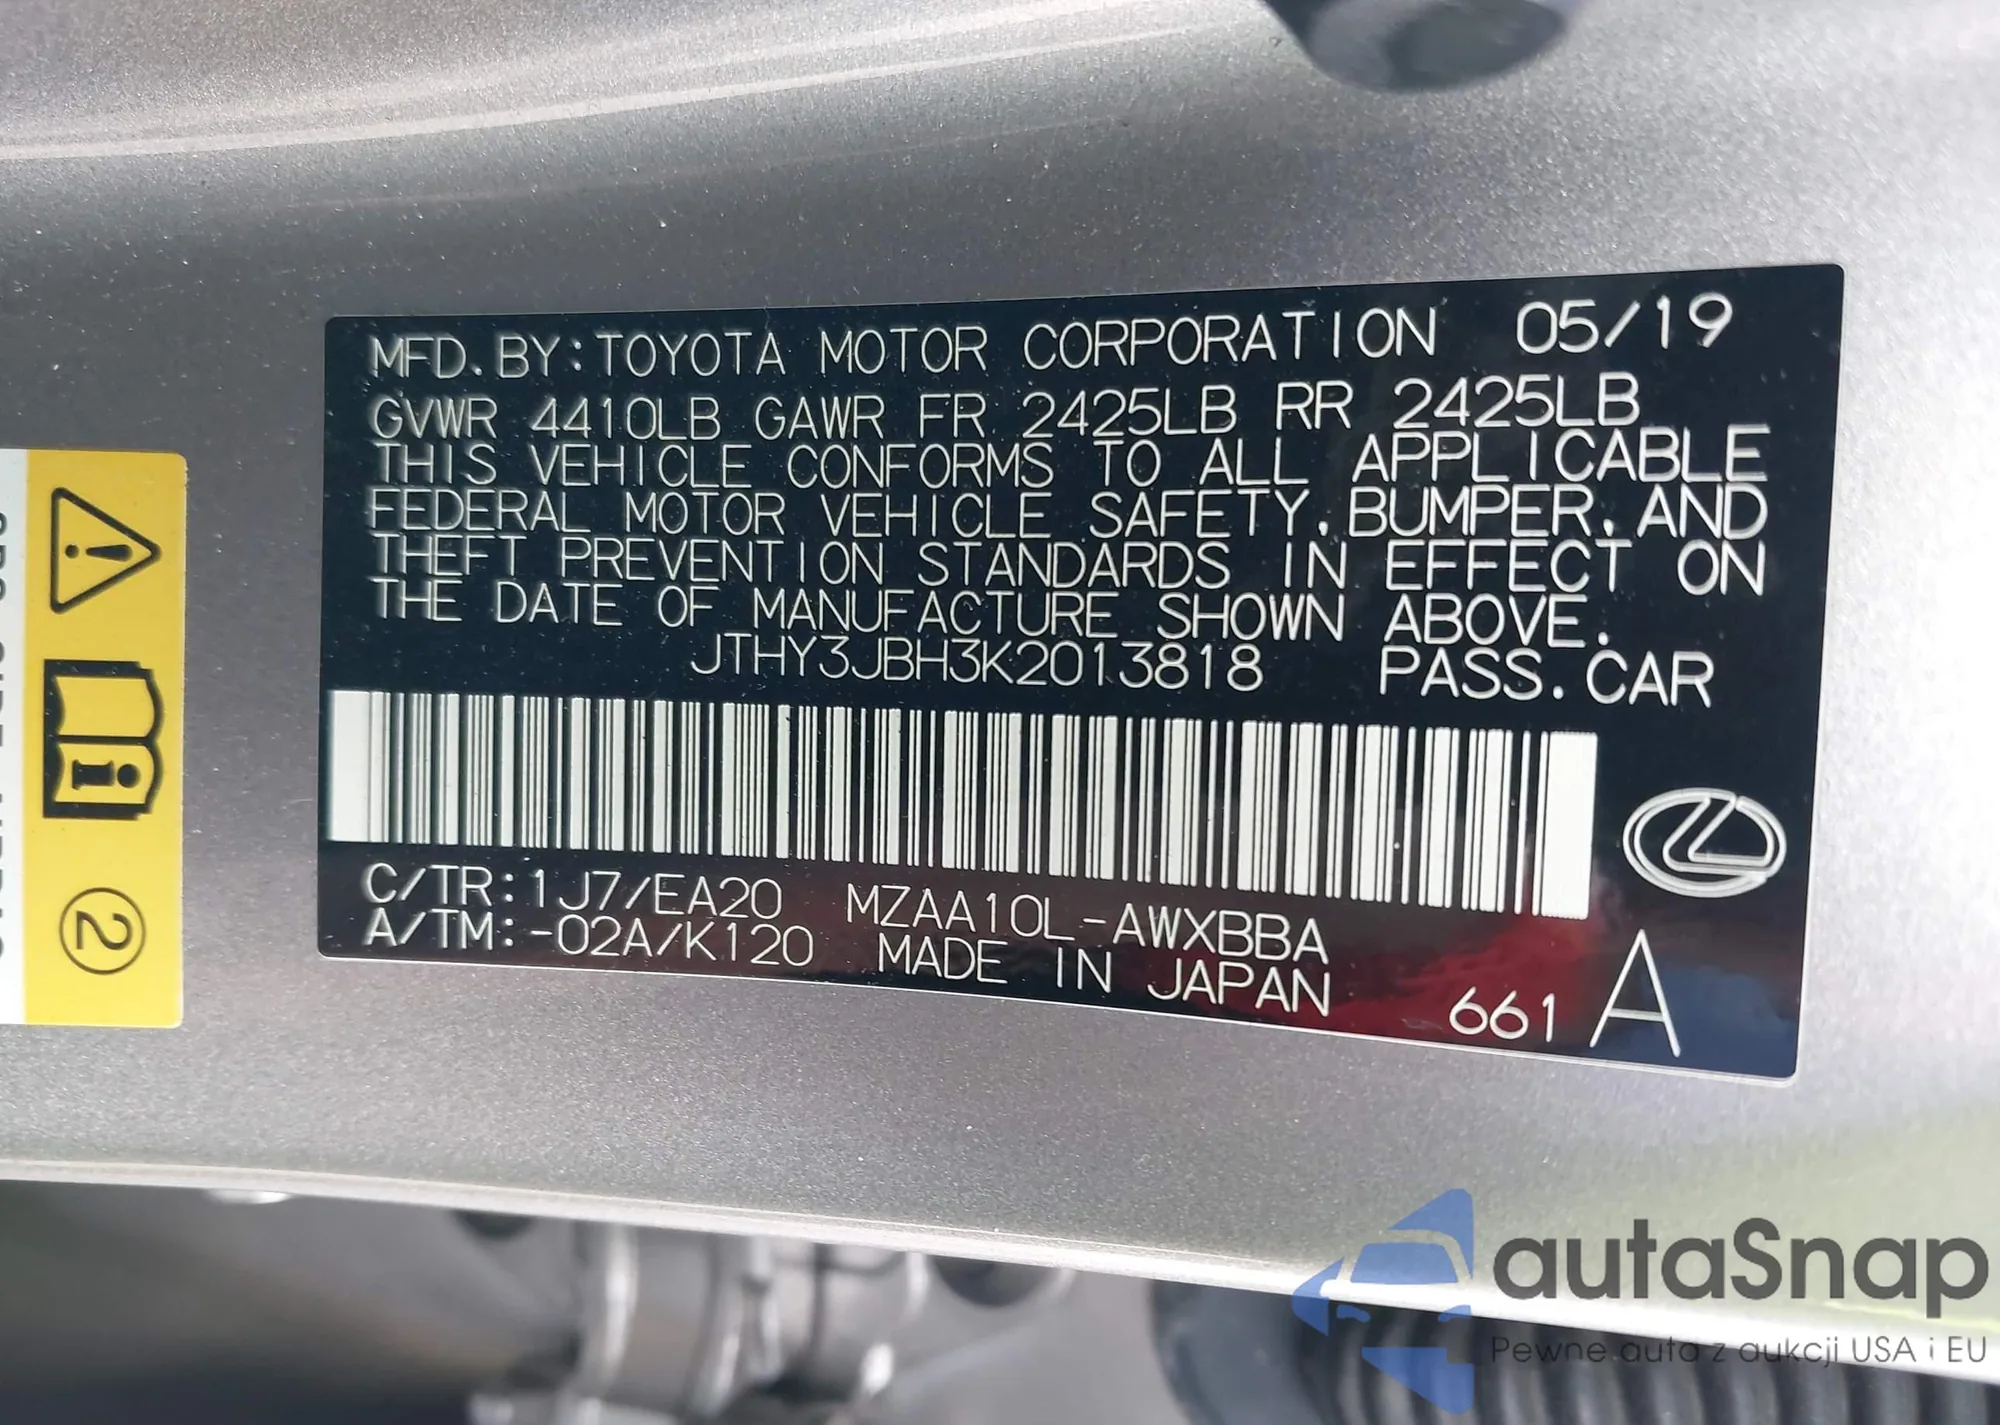 MFD. BY: TOYOTA MOTOR CORPORATION 05/19
GVWR 4410LB GAWR FR 2425LB RR 2425LB
THIS VEHICLE CONFORMS TO ALL APPLICABLE
FEDERAL MOTOR VEHICLE SAFETY, BUMPER, AND
THEFT PREVENTION STANDARDS IN EFFECT ON
THE DATE OF MANUFACTURE SHOWN ABOVE.
JTHY3JBH3K2013818 PASS. CAR
C/TR: 1J7/EA20 MZAA10L-AWXBBA
A/TM: -02A/K120 MADE IN JAPAN 661 A
2
autaSnap
Pewne auta z aukcji USA i EU